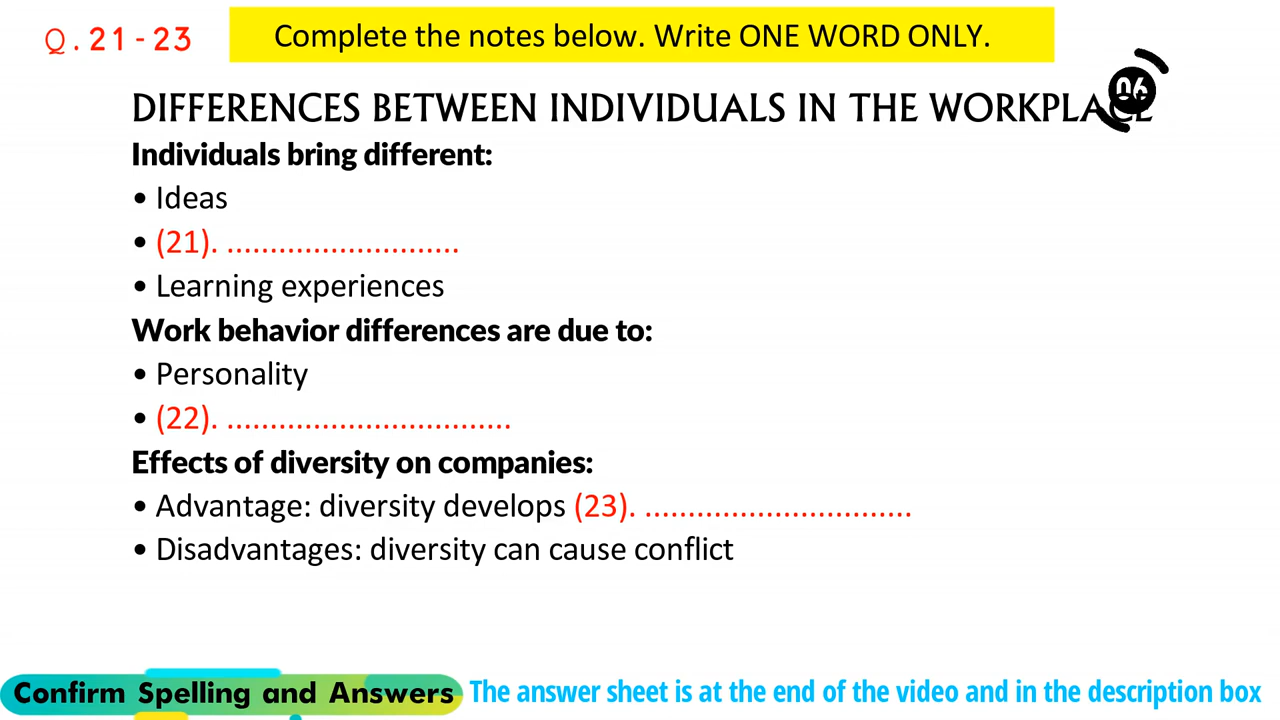 Q.21-23
Complete the notes below. Write ONE WORD ONLY.
06
DIFFERENCES BETWEEN INDIVIDUALS IN THE WORKPLACE
Individuals bring different:
• Ideas
• (21). ...........................
• Learning experiences
Work behavior differences are due to:
• Personality
• (22). .................................
Effects of diversity on companies:
• Advantage: diversity develops (23). ...............................
• Disadvantages: diversity can cause conflict
Confirm Spelling and Answers
The answer sheet is at the end of the video and in the description box